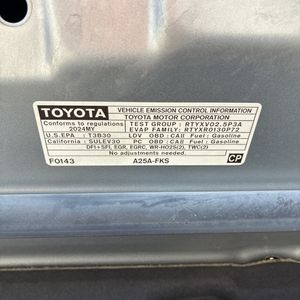 TOYOTA VEHICLE EMISSION CONTROL INFORMATION
Conforms to regulations TOYOTA MOTOR CORPORATION
2024MY TEST GROUP : RTYXV02.5P3A
EVAP FAMILY: RTYXR0130P72
U.S.EPA : T3B30 LDV OBD:CAII Fuel: Gasoline
California : SULEV30 PC OBD:CAII Fuel: Gasoline
DFI+SFI, EGR, EGRC, WR-HO2S(2), TWC(2)
No adjustments needed.
F0143 A25A-FKS CP